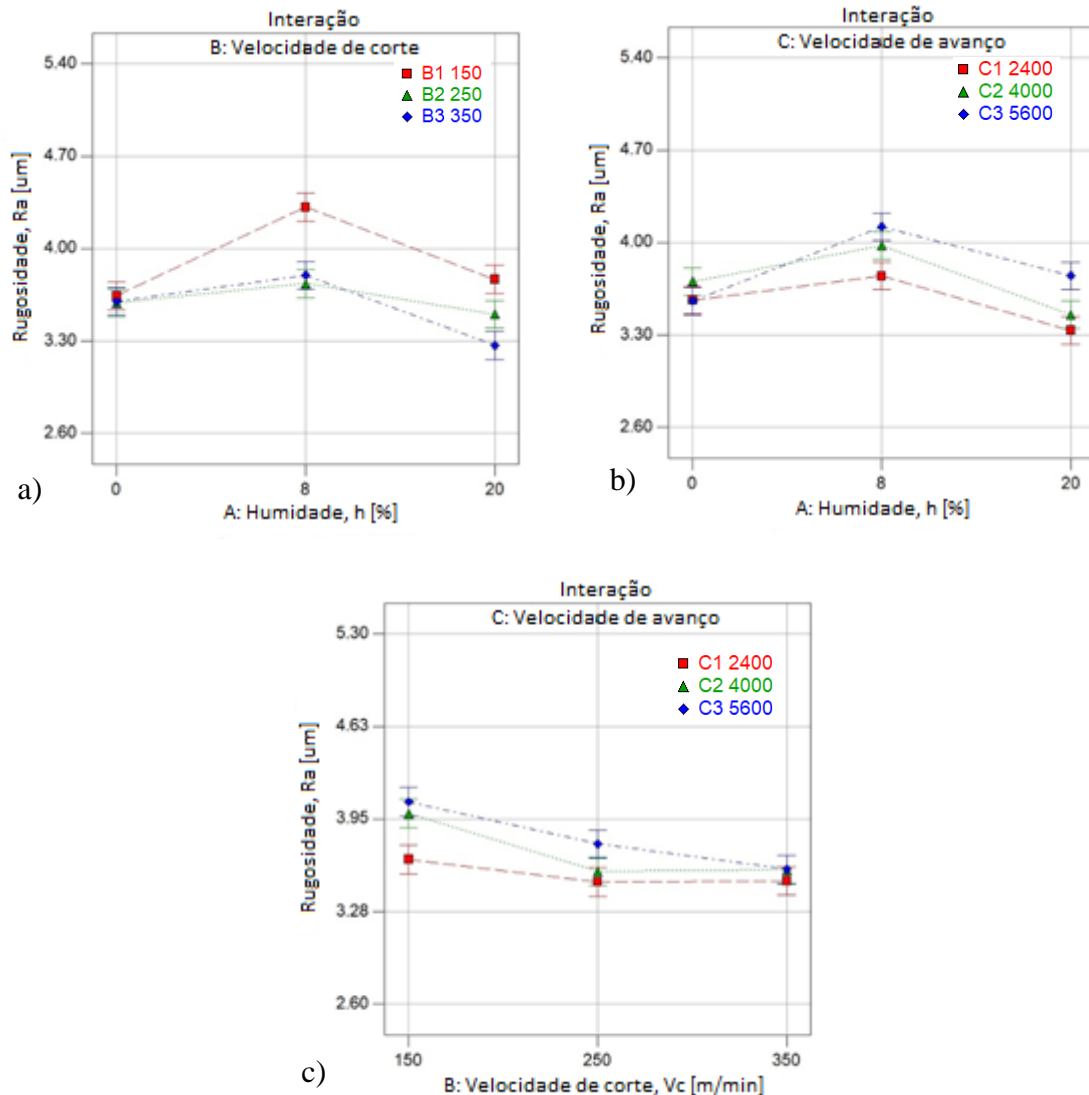 Interação
B: Velocidade de corte
B1 150
B2 250
B3 350
Rugosidade, Ra [um]
5.40
4.70
4.00
3.30
2.60
0
8
20
A: Humidade, h [%]
a)
Interação
C: Velocidade de avanço
C1 2400
C2 4000
C3 5600
Rugosidade, Ra [um]
5.40
4.70
4.00
3.30
2.60
0
8
20
A: Humidade, h [%]
b)
Interação
C: Velocidade de avanço
C1 2400
C2 4000
C3 5600
Rugosidade, Ra [um]
5.30
4.63
3.95
3.28
2.60
150
250
350
B: Velocidade de corte, Vc [m/min]
c)